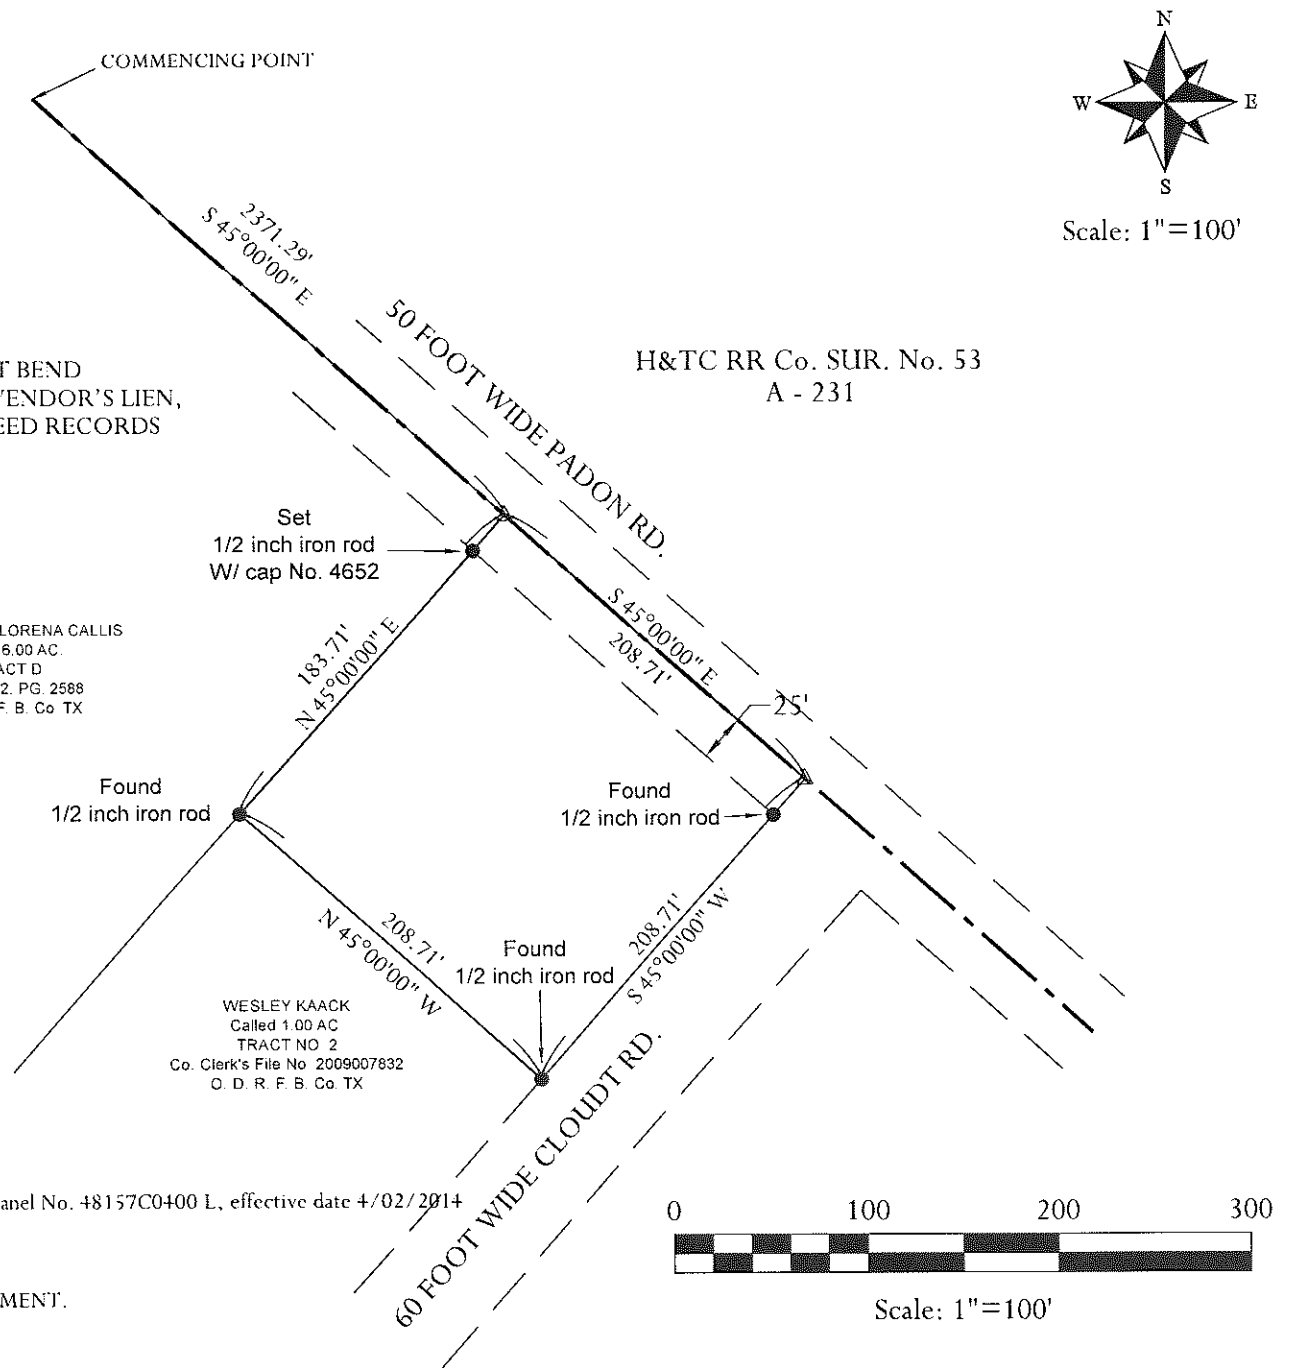 COMMENCING POINT
N
W
E
S
Scale: 1"=100'
2371.29'
S 45°00'00" E
50 FOOT WIDE PADON RD.
H&TC RR Co. SUR. No. 53
A - 231
T BEND
VENDOR'S LIEN,
EED RECORDS
Set
1/2 inch iron rod
W/ cap No. 4652
LORENA CALLIS
6.00 AC.
ACT D
2. PG. 2588
F. B. Co TX
183.71'
N 45°00'00" E
S 45°00'00" E
208.71'
25'
Found
1/2 inch iron rod
Found
1/2 inch iron rod
208.71'
N 45°00'00" W
208.71'
S 45°00'00" W
Found
1/2 inch iron rod
WESLEY KAACK
Called 1.00 AC
TRACT NO 2
Co. Clerk's File No 2009007832
O. D. R. F. B. Co. TX
60 FOOT WIDE CLOUDT RD.
anel No. 48157C0400 L, effective date 4/02/2014
MENT.
0 100 200 300
Scale: 1"=100'